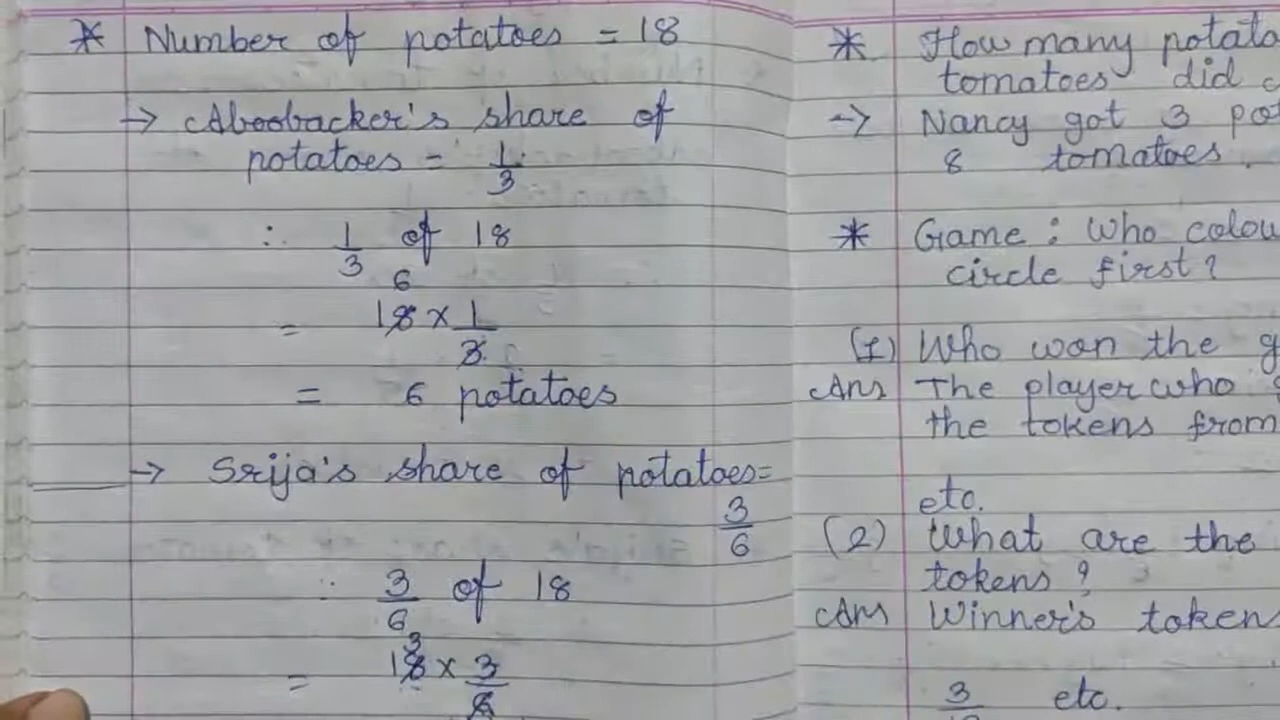 * Number of potatoes = 18
→ Aboobacker's share of
potatoes = 1/3
∴ 1/3 of 18
6
= 18 × 1/3
= 6 potatoes
→ Srija's share of potatoes =
3/6
∴ 3/6 of 18
3
= 18 × 3/6
* How many potato
tomatoes did
→ Nancy got 3 pot
8 tomatoes.
* Game : Who colou
circle first?
(1) Who won the g
Ans The player who
the tokens from
etc.
(2) What are the
tokens?
Ans Winner's token
3 etc.